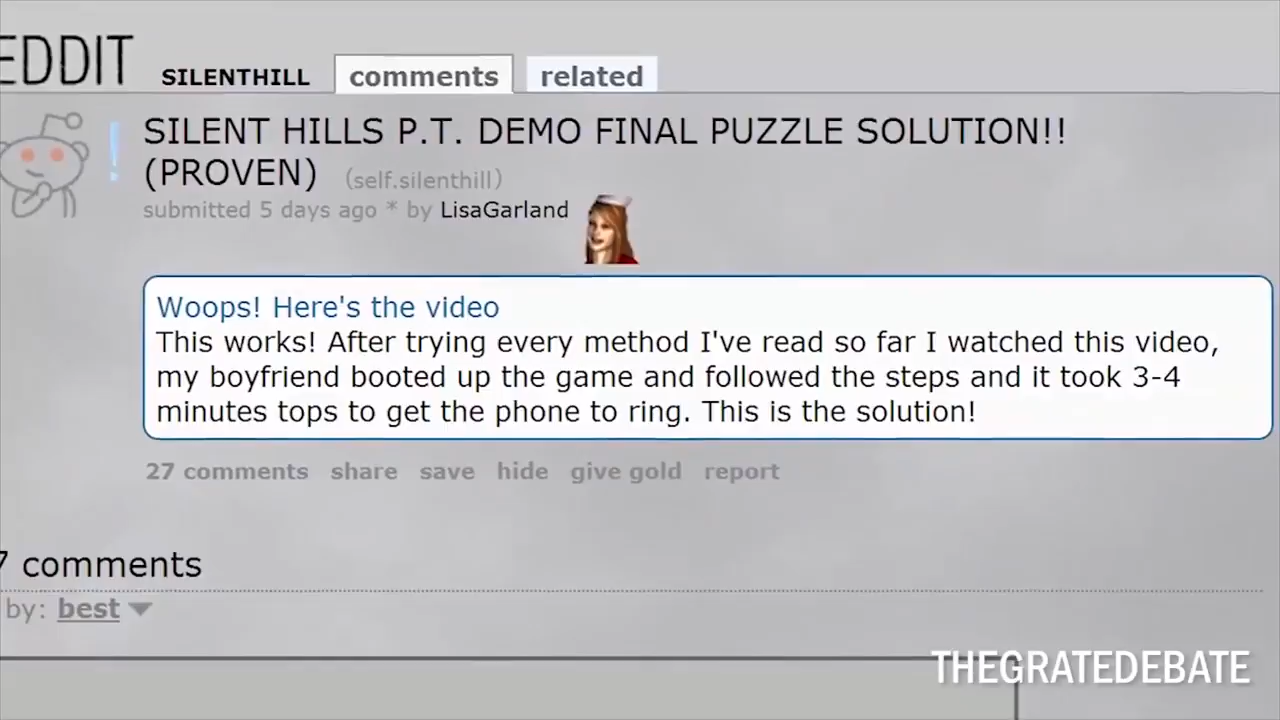 EDDIT SILENTHILL comments related
SILENT HILLS P.T. DEMO FINAL PUZZLE SOLUTION!!
(PROVEN) (self.silenthill)
submitted 5 days ago * by LisaGarland
Woops! Here's the video
This works! After trying every method I've read so far I watched this video,
my boyfriend booted up the game and followed the steps and it took 3-4
minutes tops to get the phone to ring. This is the solution!
27 comments share save hide give gold report
7 comments
by: best
THEGRATEDEBATE